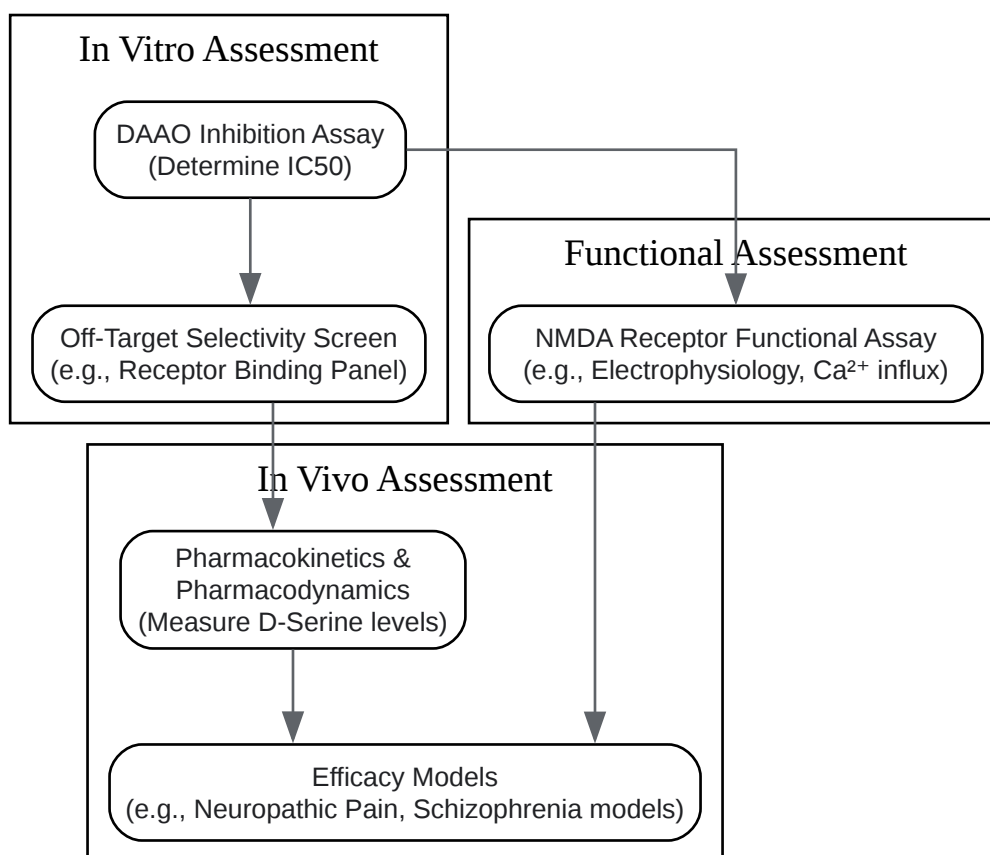 In Vitro Assessment
DAAO Inhibition Assay
(Determine IC50)
Off-Target Selectivity Screen
(e.g., Receptor Binding Panel)
Functional Assessment
NMDA Receptor Functional Assay
(e.g., Electrophysiology, Ca²⁺ influx)
In Vivo Assessment
Pharmacokinetics &
Pharmacodynamics
(Measure D-Serine levels)
Efficacy Models
(e.g., Neuropathic Pain, Schizophrenia models)